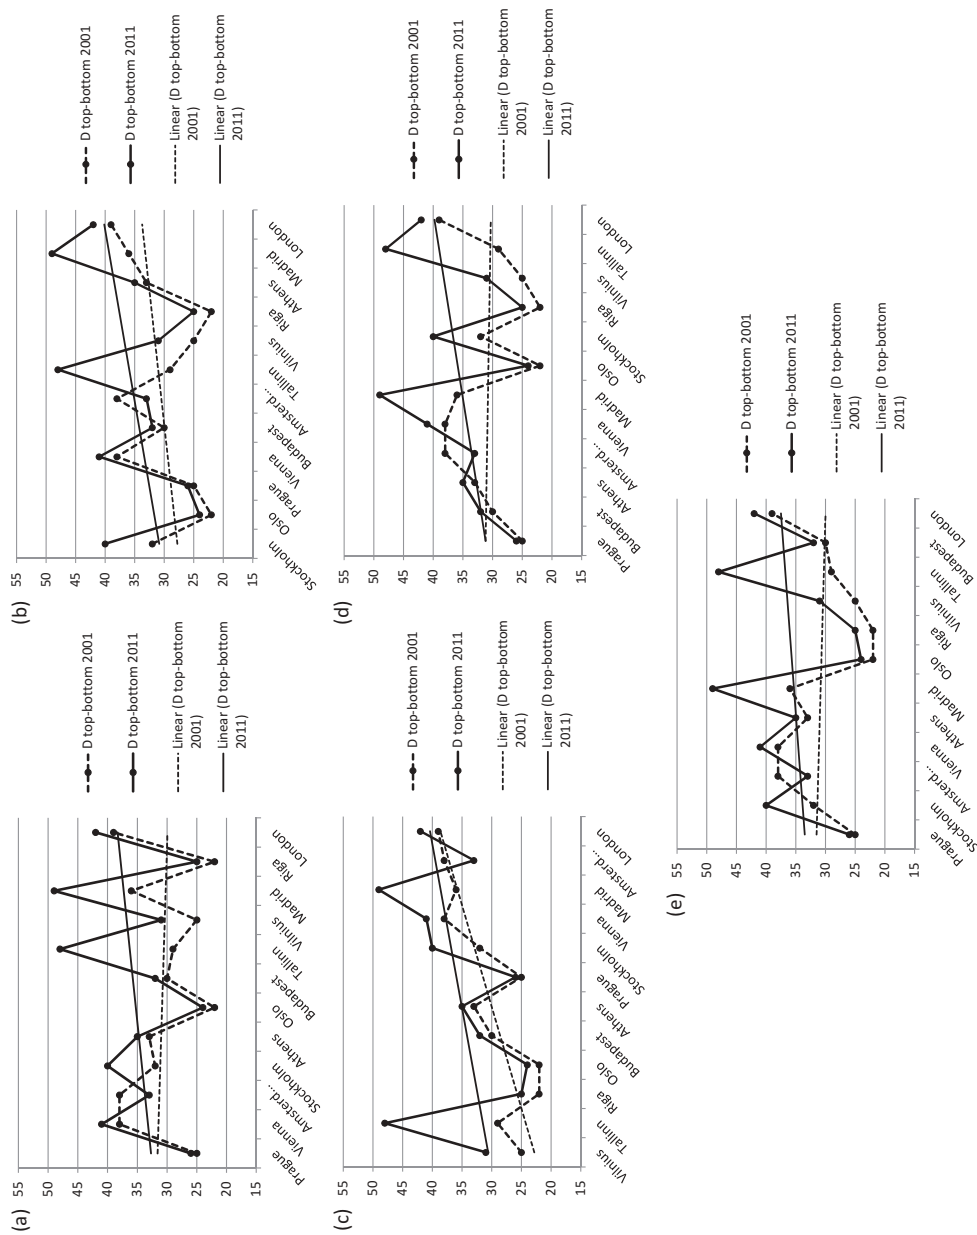 (a)
55
50
45
40
35
30
25
20
15
Prague
Vienna
Amsterd...
Stockholm
Athens
Oslo
Budapest
Tallinn
Vilnius
Madrid
Riga
London
D top-bottom 2001
D top-bottom 2011
Linear (D top-bottom
2001)
Linear (D top-bottom
2011)
(b)
55
50
45
40
35
30
25
20
15
Stockholm
Oslo
Prague
Vienna
Budapest
Amsterd...
Tallinn
Vilnius
Riga
Athens
Madrid
London
D top-bottom 2001
D top-bottom 2011
Linear (D top-bottom
2001)
Linear (D top-bottom
2011)
(c)
55
50
45
40
35
30
25
20
15
Vilnius
Tallinn
Riga
Oslo
Budapest
Athens
Prague
Stockholm
Vienna
Madrid
Amsterd...
London
D top-bottom 2001
D top-bottom 2011
Linear (D top-bottom
2001)
Linear (D top-bottom
2011)
(d)
55
50
45
40
35
30
25
20
15
Prague
Budapest
Athens
Amsterd...
Vienna
Madrid
Oslo
Stockholm
Riga
Vilnius
Tallinn
London
D top-bottom 2001
D top-bottom 2011
Linear (D top-bottom
2001)
Linear (D top-bottom
2011)
(e)
55
50
45
40
35
30
25
20
15
Prague
Stockholm
Amsterd...
Vienna
Athens
Madrid
Oslo
Riga
Vilnius
Tallinn
Budapest
London
D top-bottom 2001
D top-bottom 2011
Linear (D top-bottom
2001)
Linear (D top-bottom
2011)